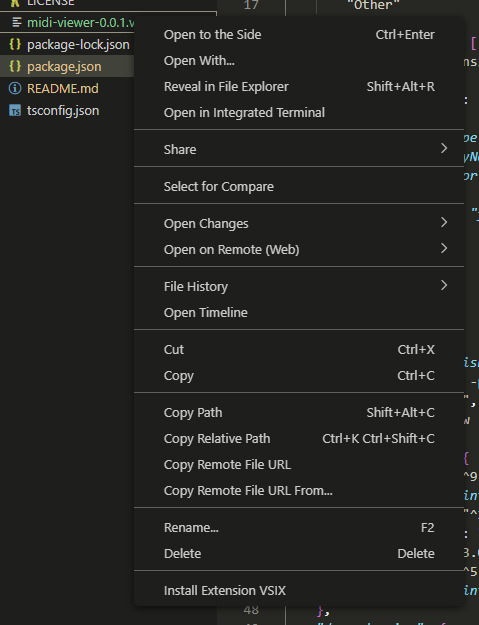 LICENSE
17 "Other"
midi-viewer-0.0.1.v
package-lock.json
package.json
README.md
tsconfig.json
Open to the Side Ctrl+Enter
Open With...
Reveal in File Explorer Shift+Alt+R
Open in Integrated Terminal
Share
Select for Compare
Open Changes
Open on Remote (Web)
File History
Open Timeline
Cut Ctrl+X
Copy Ctrl+C
Copy Path Shift+Alt+C
Copy Relative Path Ctrl+K Ctrl+Shift+C
Copy Remote File URL
Copy Remote File URL From...
Rename... F2
Delete Delete
Install Extension VSIX
48 },